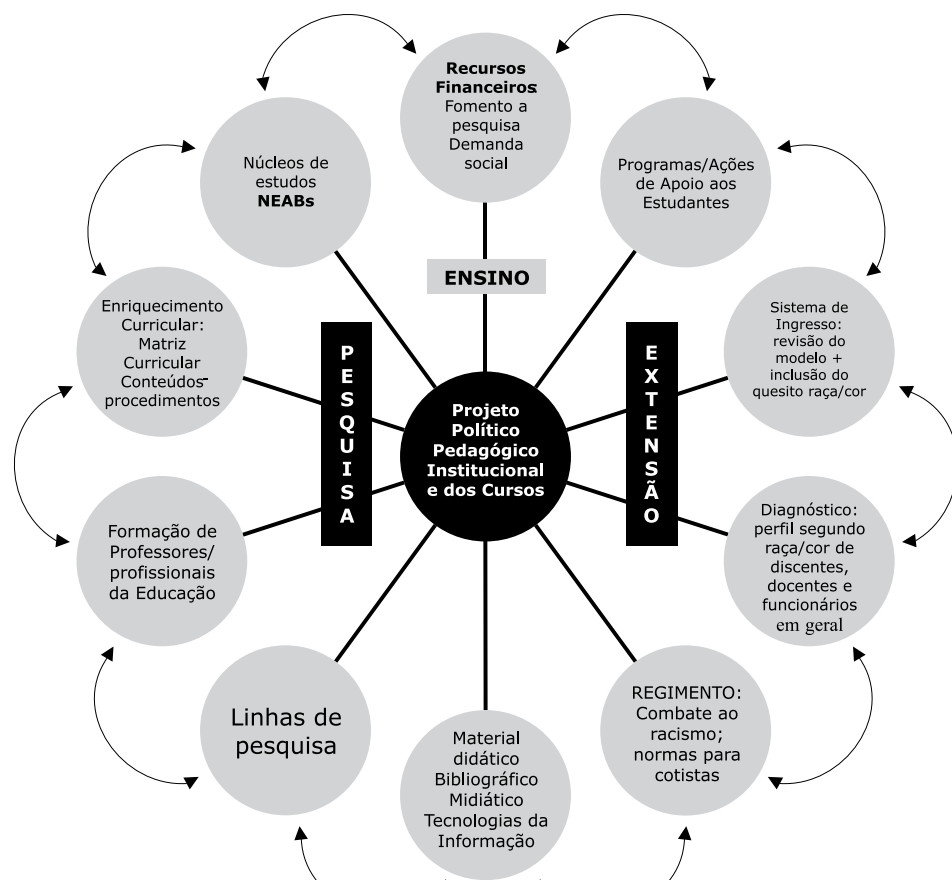 Recursos
Financeiros:
Fomento a
pesquisa
Demanda
social
Programas/Ações
de Apoio aos
Estudantes
Sistema de
Ingresso:
revisão do
modelo +
inclusão do
quesito raça/cor
Diagnóstico:
perfil segundo
raça/cor de
discentes,
docentes e
funcionários
em geral
REGIMENTO:
Combate ao
racismo;
normas para
cotistas
Material
didático
Bibliográfico
Midiático
Tecnologias da
Informação
Linhas de
pesquisa
Formação de
Professores/
profissionais
da Educação
Enriquecimento
Curricular:
Matriz
Curricular
Conteúdos-
procedimentos
Núcleos de
estudos
NEABs
ENSINO
PESQUISA
EXTENSÃO
Projeto
Político
Pedagógico
Institucional
e dos Cursos